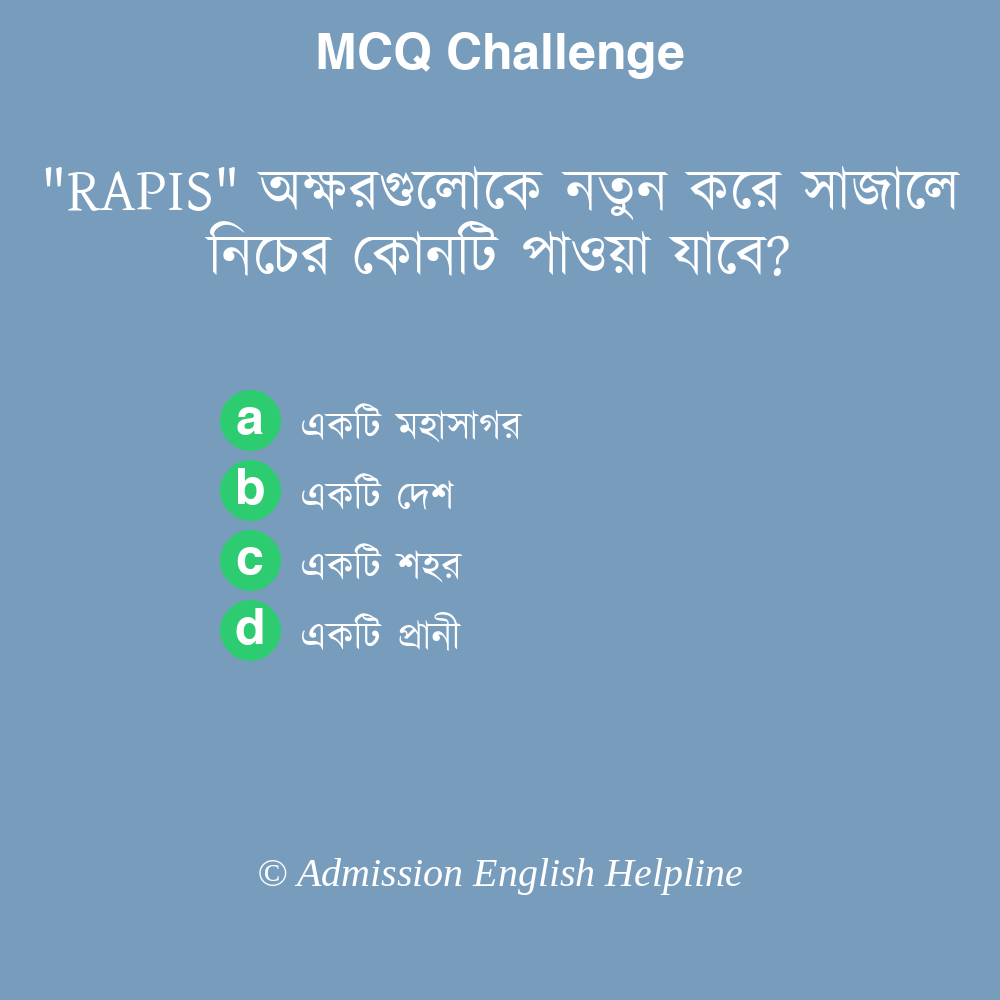 MCQ Challenge
"RAPIS" অক্ষরগুলোকে নতুন করে সাজালে
নিচের কোনটি পাওয়া যাবে?
a একটি মহাসাগর
b একটি দেশ
c একটি শহর
d একটি প্রানী
© Admission English Helpline